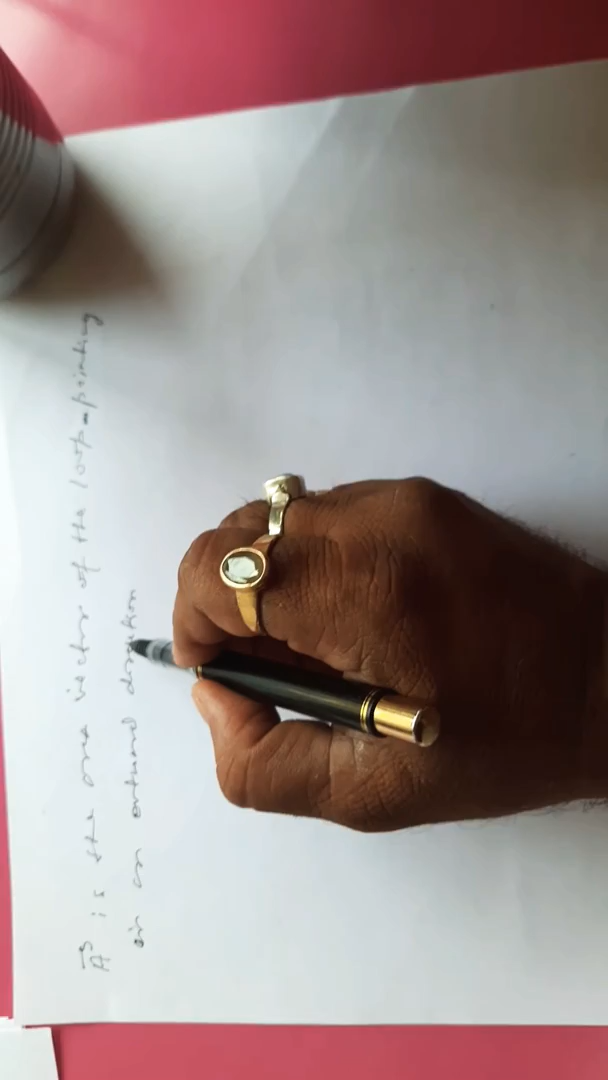 A⃗ is the area vector of the loop pointing
in an outward direction